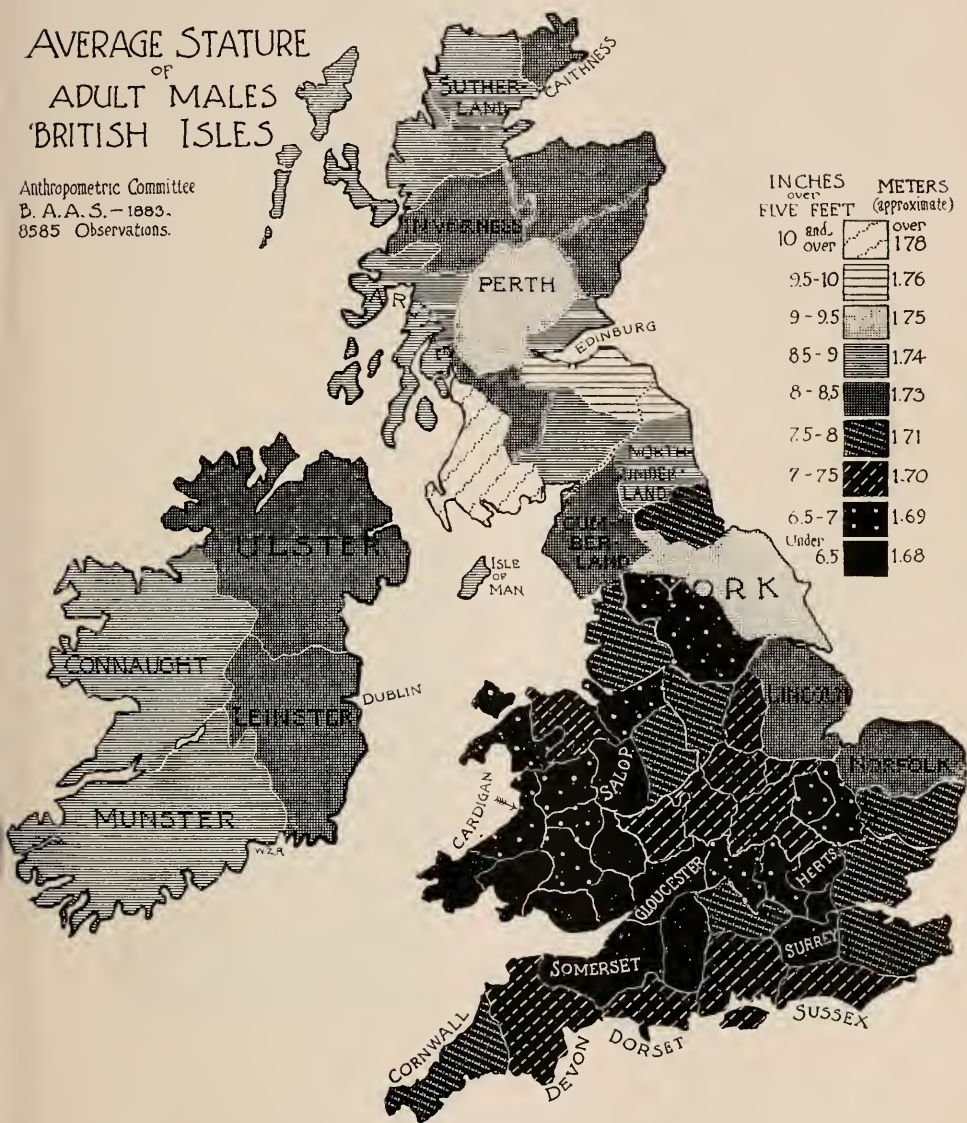 AVERAGE STATURE
OF
ADULT MALES
BRITISH ISLES
Anthropometric Committee
B. A. A. S. – 1883.
8585 Observations.
INCHES
over
FIVE FEET
METERS
(approximate)
10 and over
over 178
9.5-10
1.76
9 - 9.5
1.75
8.5 - 9
1.74
8 - 8.5
1.73
7.5 - 8
1.71
7 - 7.5
1.70
6.5 - 7
1.69
Under
6.5
1.68
CAITHNESS
SUTHER-
LAND
INVERNESS
PERTH
AR
EDINBURG
NORTH-
UMBER-
LAND
CUM-
BER-
LAND
ISLE
OF
MAN
YORK
ULSTER
CONNAUGHT
LEINSTER
DUBLIN
MUNSTER
W.Z.R
LINCOLN
NORFOLK
SALOP
CARDIGAN
HERTS
GLOUCESTER
SURREY
SOMERSET
SUSSEX
DORSET
DEVON
CORNWALL